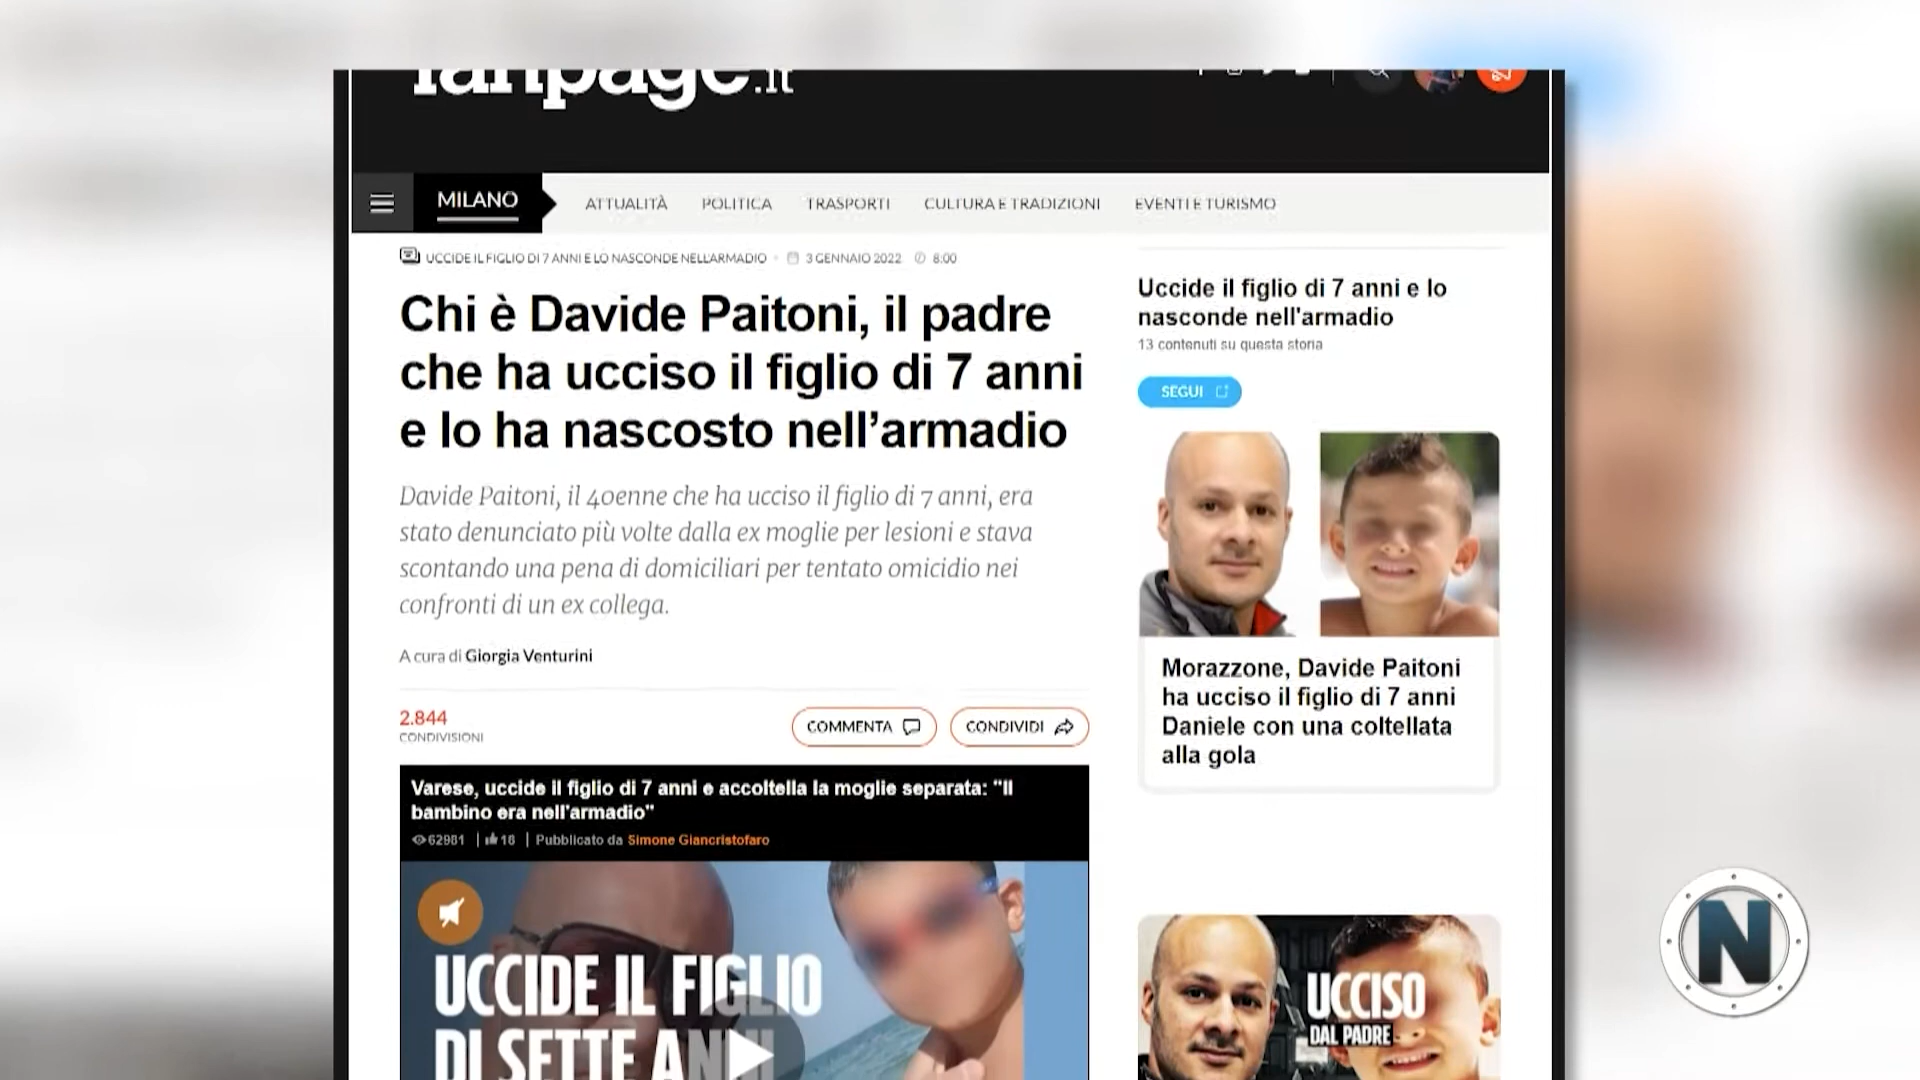 fanpage.it
MILANO
ATTUALITÀ
POLITICA
TRASPORTI
CULTURA E TRADIZIONI
EVENTI E TURISMO
UCCIDE IL FIGLIO DI 7 ANNI E LO NASCONDE NELL'ARMADIO
3 GENNAIO 2022
8:00
Chi è Davide Paitoni, il padre
che ha ucciso il figlio di 7 anni
e lo ha nascosto nell’armadio
Davide Paitoni, il 40enne che ha ucciso il figlio di 7 anni, era
stato denunciato più volte dalla ex moglie per lesioni e stava
scontando una pena di domiciliari per tentato omicidio nei
confronti di un ex collega.
A cura di Giorgia Venturini
2.844
CONDIVISIONI
COMMENTA
CONDIVIDI
Varese, uccide il figlio di 7 anni e accoltella la moglie separata: "Il
bambino era nell'armadio"
62981 | 18 | Pubblicato da Simone Giancristofaro
UCCIDE IL FIGLIO
DI SETTE ANNI
Uccide il figlio di 7 anni e lo
nasconde nell'armadio
13 contenuti su questa storia
SEGUI
Morazzone, Davide Paitoni
ha ucciso il figlio di 7 anni
Daniele con una coltellata
alla gola
UCCISO
DAL PADRE
N